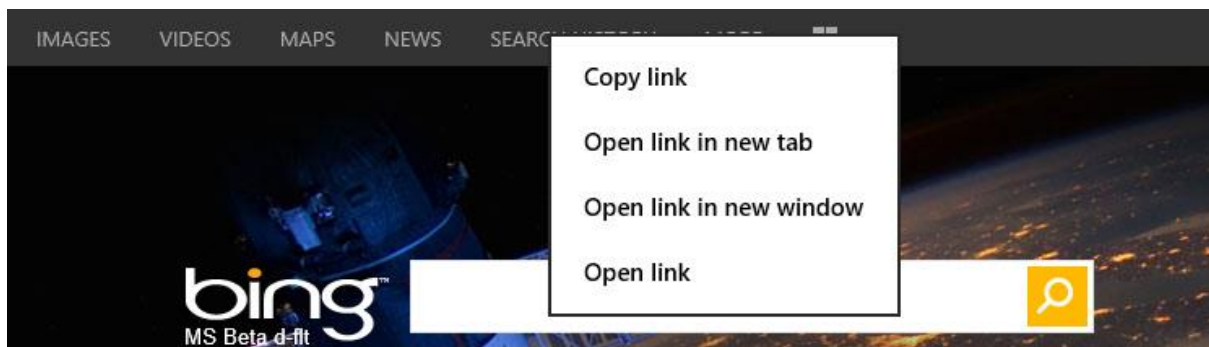 IMAGES VIDEOS MAPS NEWS
Copy link
Open link in new tab
Open link in new window
Open link
bing™
MS Beta d-flt